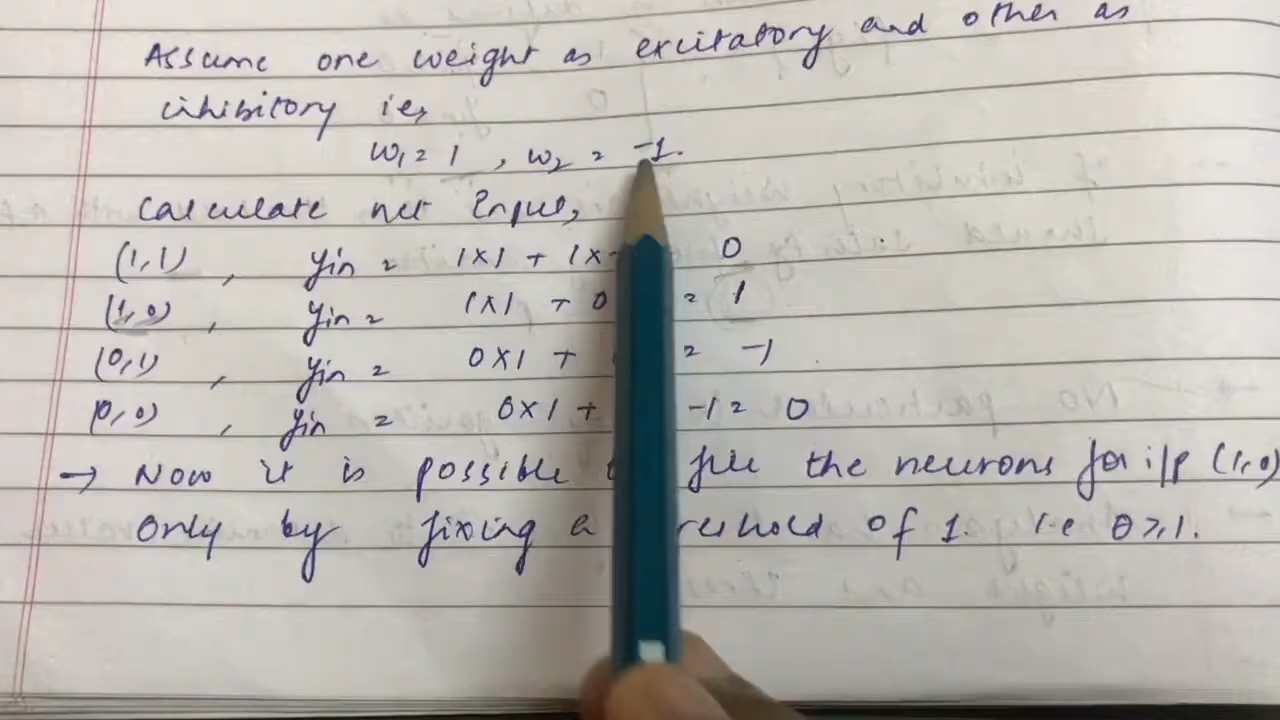 Assume one weight as excitatory and other as
inhibitory ie,
w₁ = 1 , w₂ = -1.
Calculate net Input,
(1,1) , yin = 1x1 + 1x- 0
(1,0) , yin = 1x1 + 0 = 1
(0,1) , yin = 0x1 + = -1 .
(0,0) , yin = 0x1 + -1 = 0
→ Now it is possible fire the neurons for i/p (1,0)
only by fixing a reshold of 1. i.e θ ≥ 1.